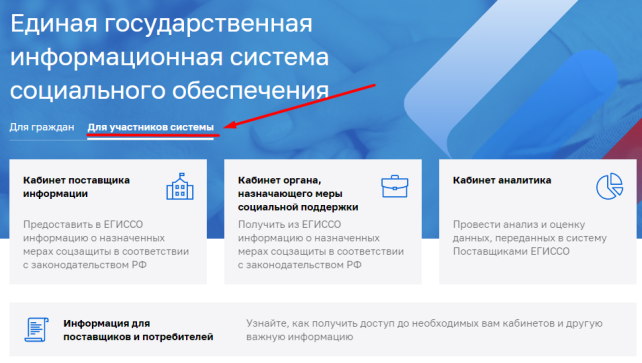 Единая государственная
информационная система
социального обеспечения
Для граждан Для участников системы
Кабинет поставщика
информации
Предоставить в ЕГИССО
информацию о назначенных
мерах соцзащиты в соответствии
с законодательством РФ
Кабинет органа,
назначающего меры
социальной поддержки
Получить из ЕГИССО
информацию о назначенных
мерах соцзащиты в соответствии
с законодательством РФ
Кабинет аналитика
Провести анализ и оценку
данных, переданных в систему
Поставщиками ЕГИССО
Информация для
поставщиков и потребителей
Узнайте, как получить доступ до необходимых вам кабинетов и другую
важную информацию